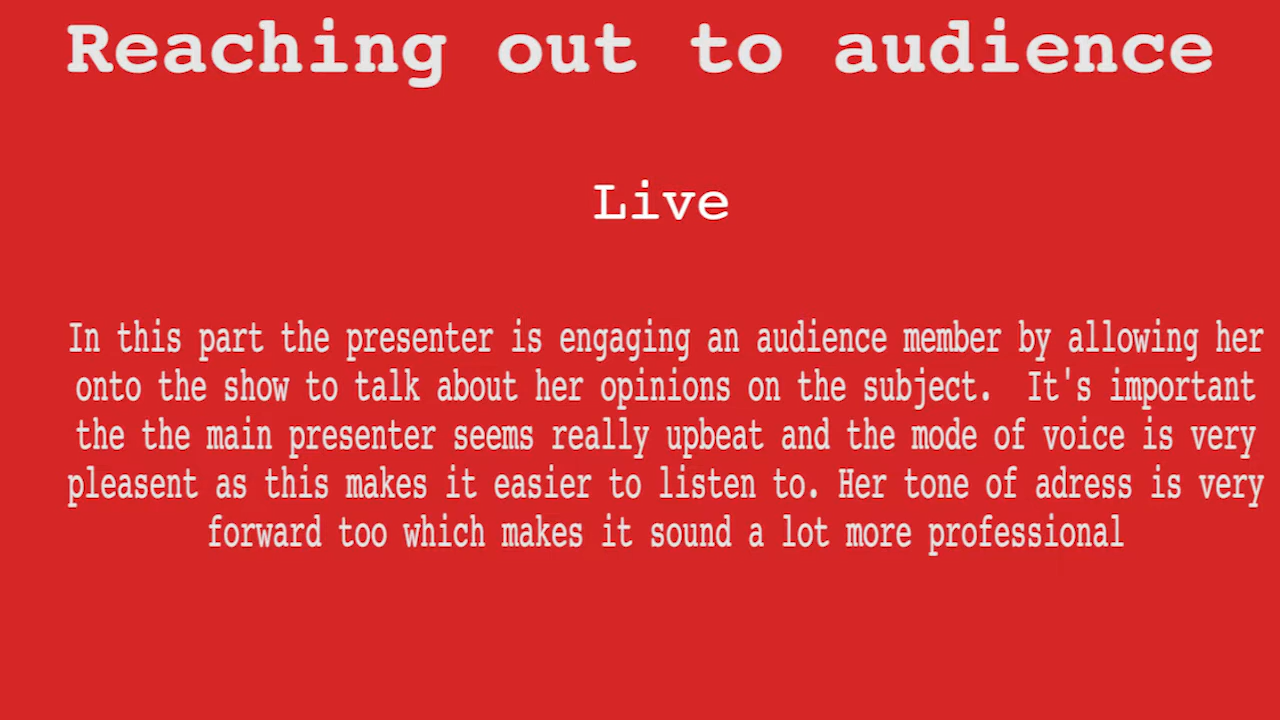 Reaching out to audience
Live
In this part the presenter is engaging an audience member by allowing her
onto the show to talk about her opinions on the subject.  It's important
the the main presenter seems really upbeat and the mode of voice is very
pleasent as this makes it easier to listen to. Her tone of adress is very
forward too which makes it sound a lot more professional